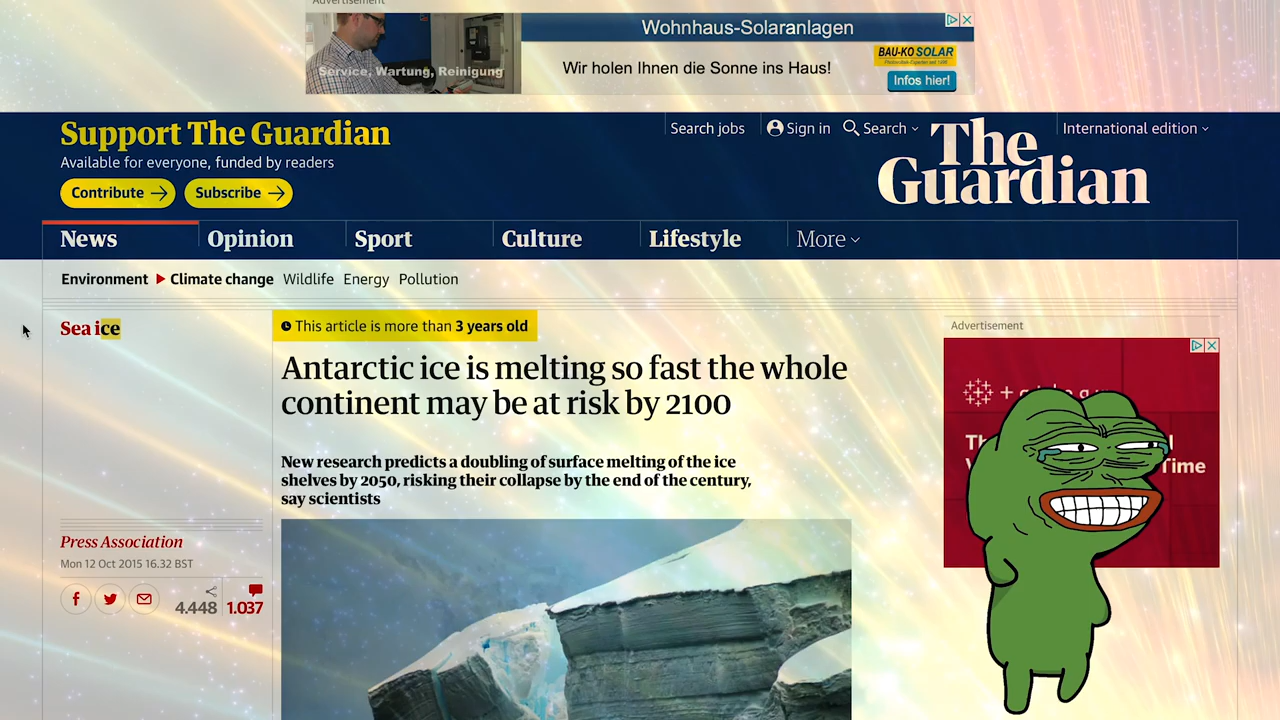 Advertisement
Wohnhaus-Solaranlagen
Service, Wartung, Reinigung
Wir holen Ihnen die Sonne ins Haus!
BAU-KO SOLAR
Infos hier!
Support The Guardian
Available for everyone, funded by readers
Contribute
Subscribe
Search jobs
Sign in
Search
International edition
The
Guardian
News
Opinion
Sport
Culture
Lifestyle
More
Environment
Climate change
Wildlife
Energy
Pollution
Sea ice
This article is more than 3 years old
Antarctic ice is melting so fast the whole
continent may be at risk by 2100
New research predicts a doubling of surface melting of the ice
shelves by 2050, risking their collapse by the end of the century,
say scientists
Press Association
Mon 12 Oct 2015 16.32 BST
4.448
1.037
Advertisement
Time